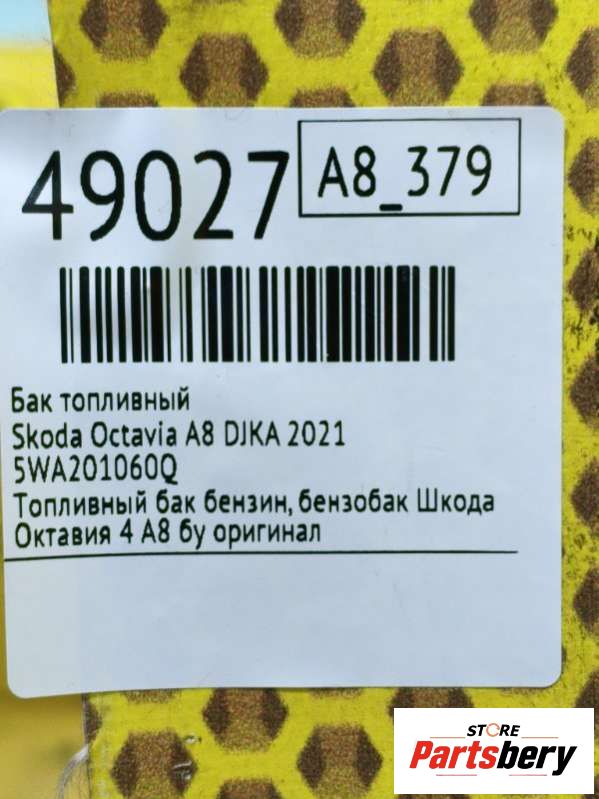 49027
A8_379
Бак топливный
Skoda Octavia A8 DJKA 2021
5WA201060Q
Топливный бак бензин, бензобак Шкода
Октавия 4 А8 бу оригинал
STORE
Partsbery